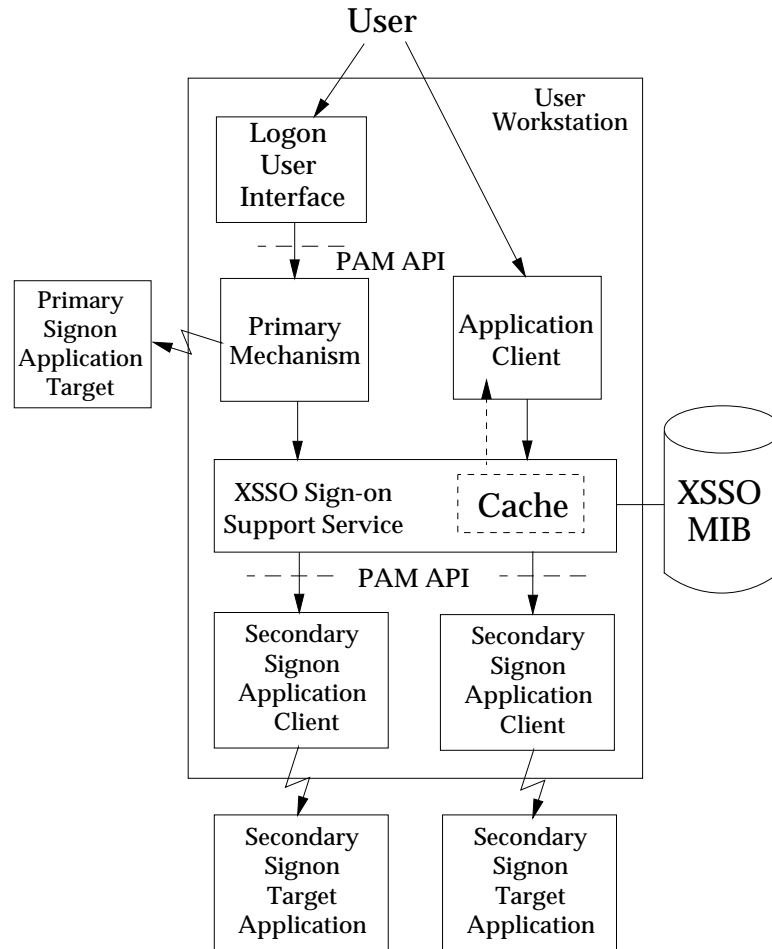 User
User
Workstation
Logon
User
Interface
PAM API
Primary
Signon
Application
Target
Primary
Mechanism
Application
Client
XSSO Sign-on
Support Service
Cache
XSSO
MIB
PAM API
Secondary
Signon
Application
Client
Secondary
Signon
Application
Client
Secondary
Signon
Target
Application
Secondary
Signon
Target
Application